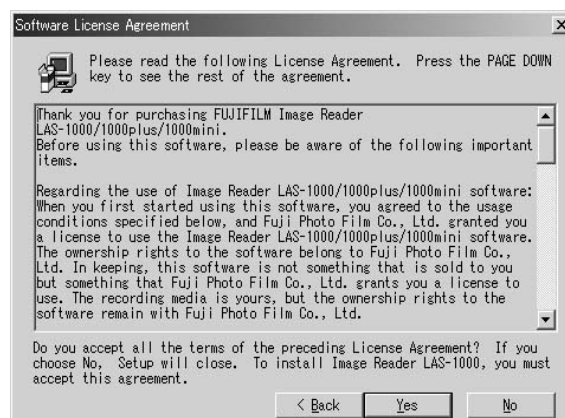 Software License Agreement
Please read the following License Agreement. Press the PAGE DOWN
key to see the rest of the agreement.
Thank you for purchasing FUJIFILM Image Reader
LAS-1000/1000plus/1000mini.
Before using this software, please be aware of the following important
items.
Regarding the use of Image Reader LAS-1000/1000plus/1000mini software:
When you first started using this software, you agreed to the usage
conditions specified below, and Fuji Photo Film Co., Ltd. granted you
a license to use the Image Reader LAS-1000/1000plus/1000mini software.
The ownership rights to the software belong to Fuji Photo Film Co.,
Ltd. In keeping, this software is not something that is sold to you
but something that Fuji Photo Film Co., Ltd. grants you a license to
use. The recording media is yours, but the ownership rights to the
software remain with Fuji Photo Film Co., Ltd.
Do you accept all the terms of the preceding License Agreement? If you
choose No, Setup will close. To install Image Reader LAS-1000, you must
accept this agreement.
< Back Yes No